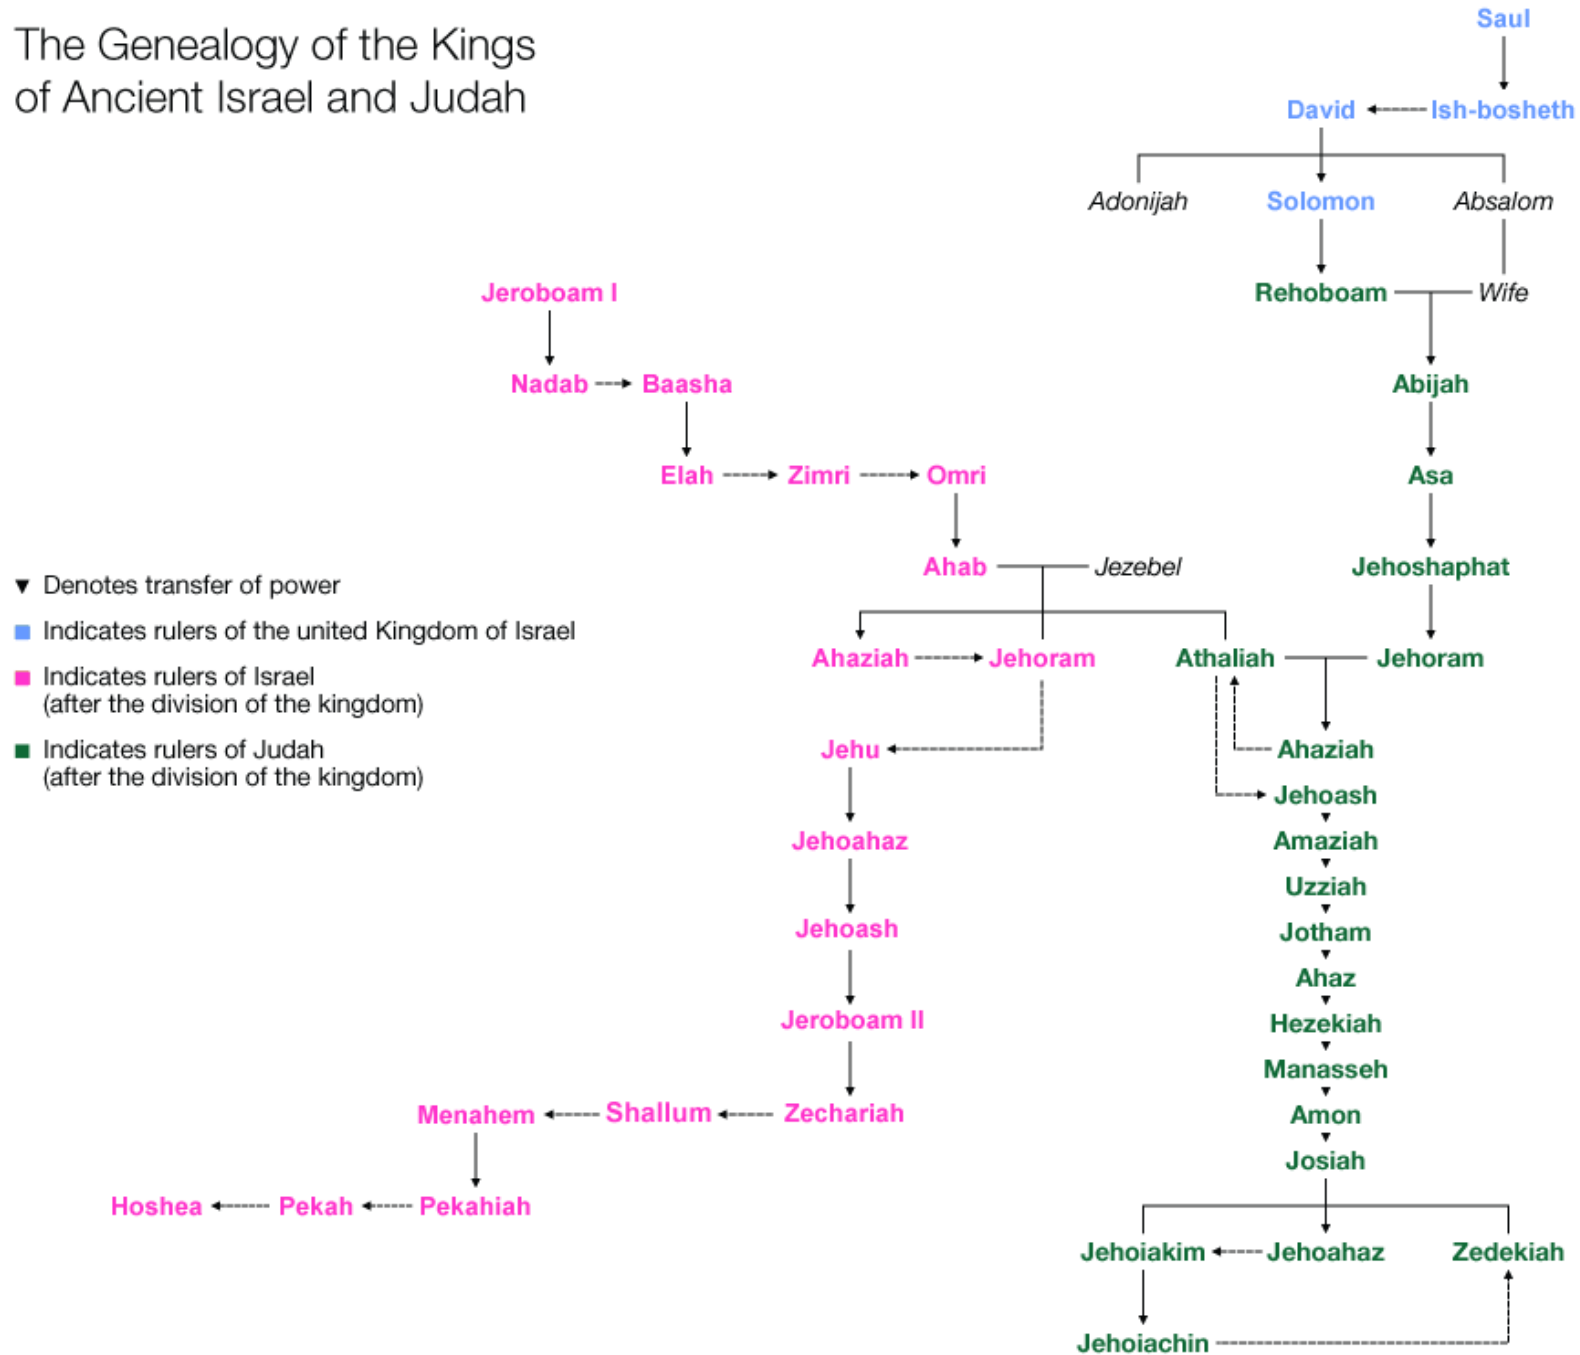 The Genealogy of the Kings
of Ancient Israel and Judah
Saul
David Ish-bosheth
Adonijah Solomon Absalom
Jeroboam I Rehoboam Wife
Nadab Baasha Abijah
Elah Zimri Omri Asa
Ahab Jezebel Jehoshaphat
▼ Denotes transfer of power
Indicates rulers of the united Kingdom of Israel
Indicates rulers of Israel
(after the division of the kingdom)
Indicates rulers of Judah
(after the division of the kingdom)
Ahaziah Jehoram Athaliah Jehoram
Jehu Ahaziah
Jehoash
Jehoahaz Amaziah
Uzziah
Jehoash Jotham
Ahaz
Jeroboam II Hezekiah
Manasseh
Menahem Shallum Zechariah Amon
Josiah
Hoshea Pekah Pekahiah
Jehoiakim Jehoahaz Zedekiah
Jehoiachin